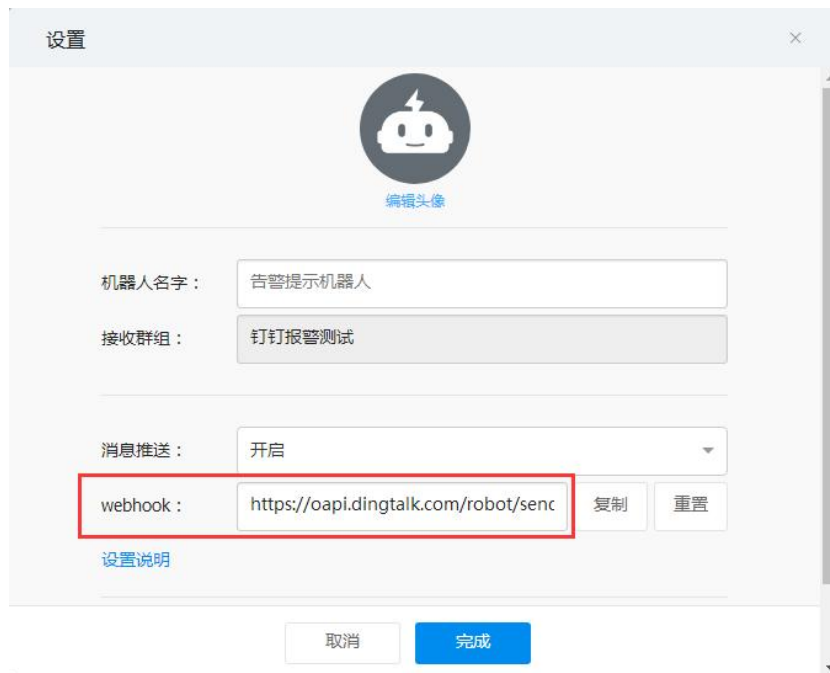 设置
编辑头像
机器人名字：
告警提示机器人
接收群组：
钉钉报警测试
消息推送：
开启
webhook：
https://oapi.dingtalk.com/robot/senc
复制
重置
设置说明
取消
完成